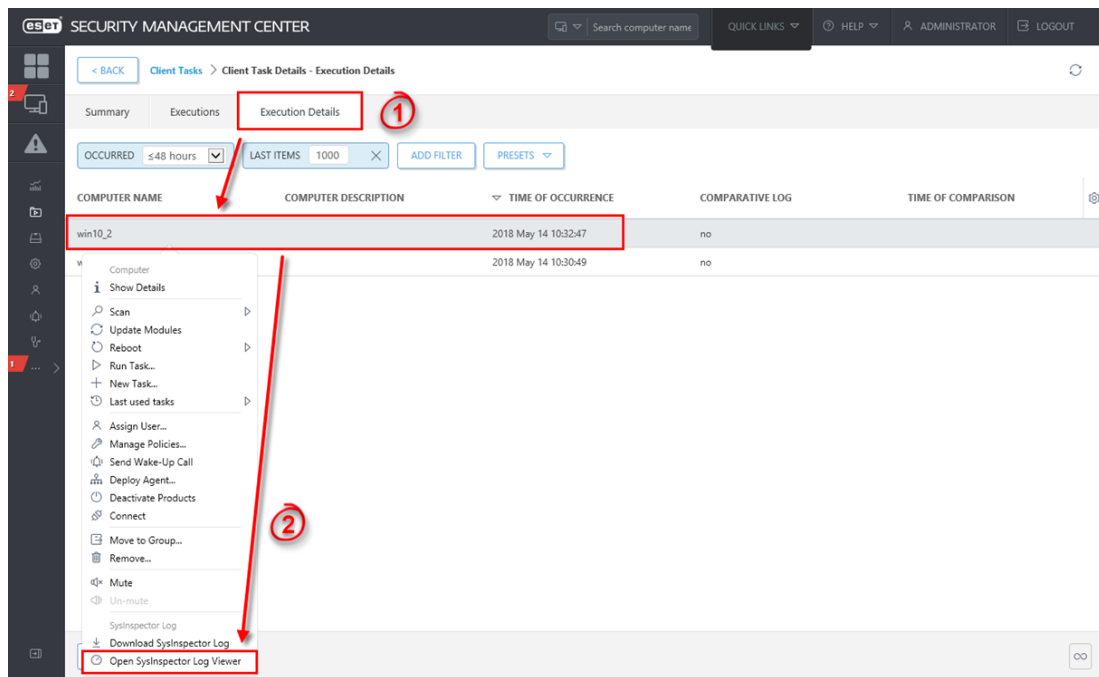 eset SECURITY MANAGEMENT CENTER Search computer name QUICK LINKS HELP ADMINISTRATOR LOGOUT
< BACK Client Tasks > Client Task Details - Execution Details
2
Summary Executions Execution Details 1
OCCURRED ≤48 hours LAST ITEMS 1000 ADD FILTER PRESETS
COMPUTER NAME COMPUTER DESCRIPTION TIME OF OCCURRENCE COMPARATIVE LOG TIME OF COMPARISON
win10_2 2018 May 14 10:32:47 no
w 2018 May 14 10:30:49 no
Computer
Show Details
Scan
Update Modules
Reboot
1
Run Task...
New Task...
Last used tasks
Assign User...
Manage Policies...
Send Wake-Up Call
Deploy Agent...
Deactivate Products
Connect
2
Move to Group...
Remove...
Mute
Un-mute
SysInspector Log
Download SysInspector Log
Open SysInspector Log Viewer